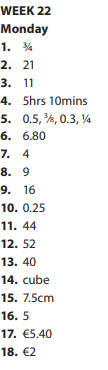 WEEK 22
Monday
1. ¾
2. 21
3. 11
4. 5hrs 10mins
5. 0.5, ⅜, 0.3, ¼
6. 6.80
7. 4
8. 9
9. 16
10. 0.25
11. 44
12. 52
13. 40
14. cube
15. 7.5cm
16. 5
17. €5.40
18. €2